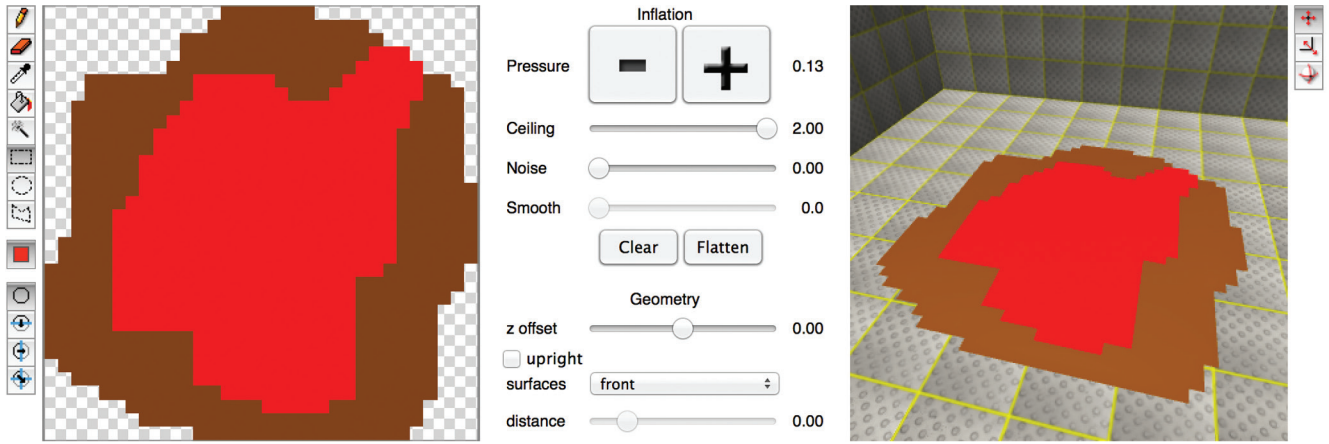 Inflation
Pressure 0.13
Ceiling 2.00
Noise 0.00
Smooth 0.0
Clear Flatten
Geometry
z offset 0.00
upright
surfaces front
distance 0.00